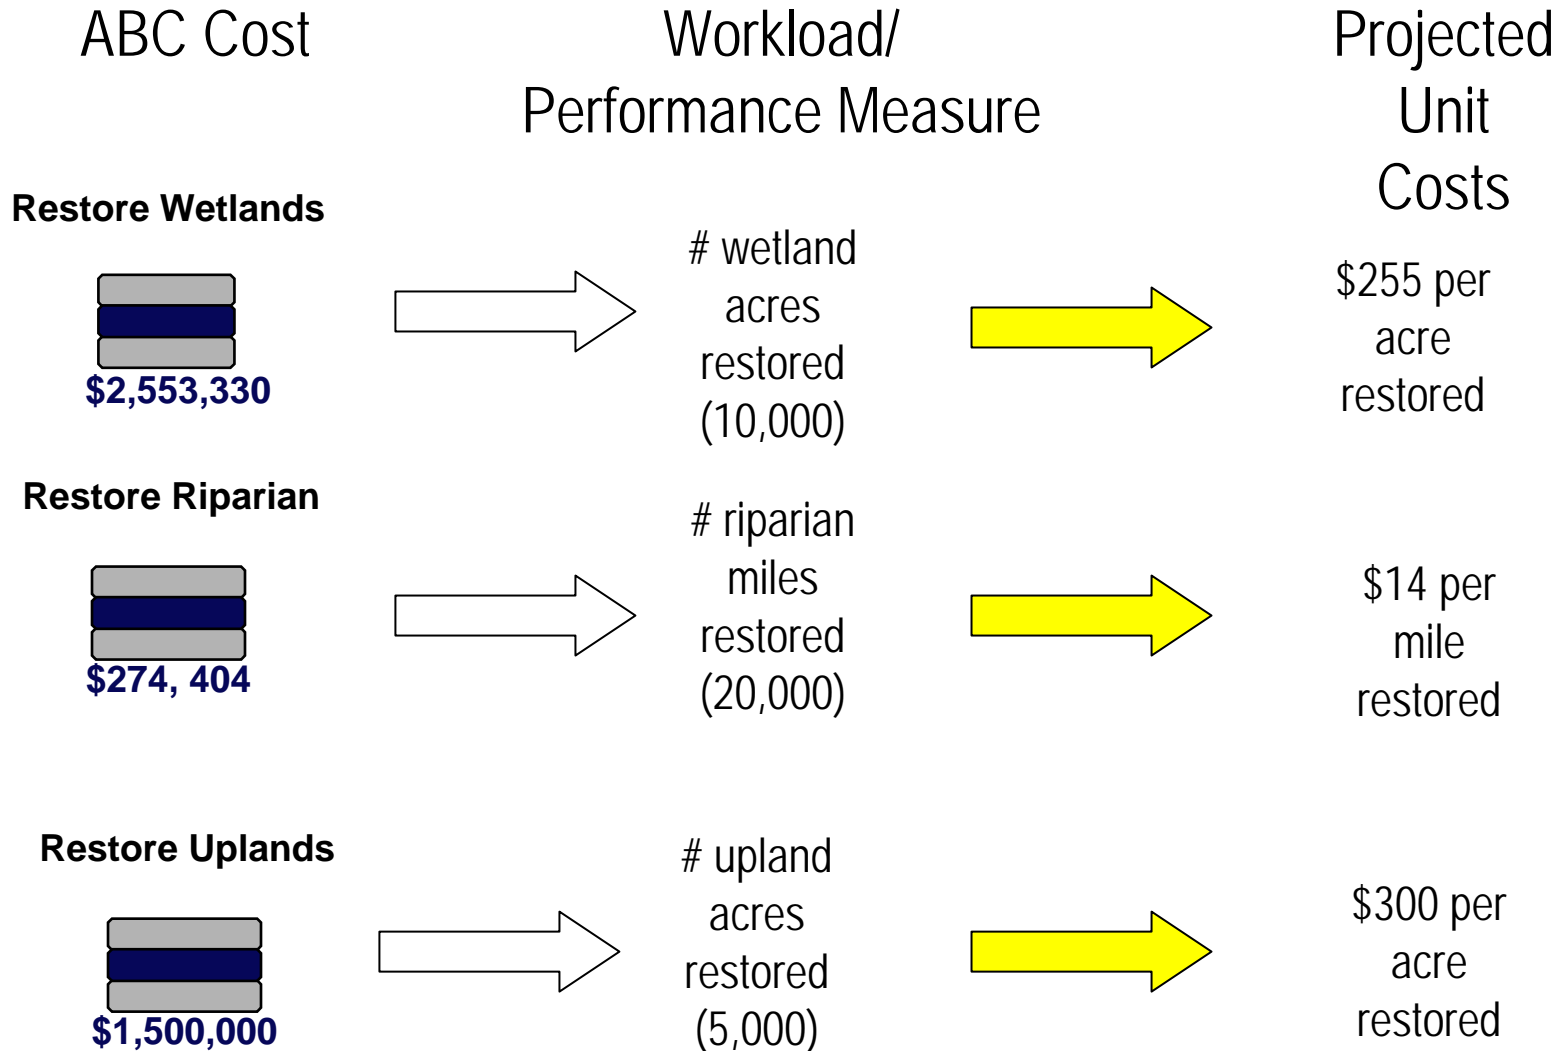 ABC Cost
Workload/
Performance Measure
Projected
Unit
Costs
Restore Wetlands
$2,553,330
# wetland
acres
restored
(10,000)
$255 per
acre
restored
Restore Riparian
$274, 404
# riparian
miles
restored
(20,000)
$14 per
mile
restored
Restore Uplands
$1,500,000
# upland
acres
restored
(5,000)
$300 per
acre
restored